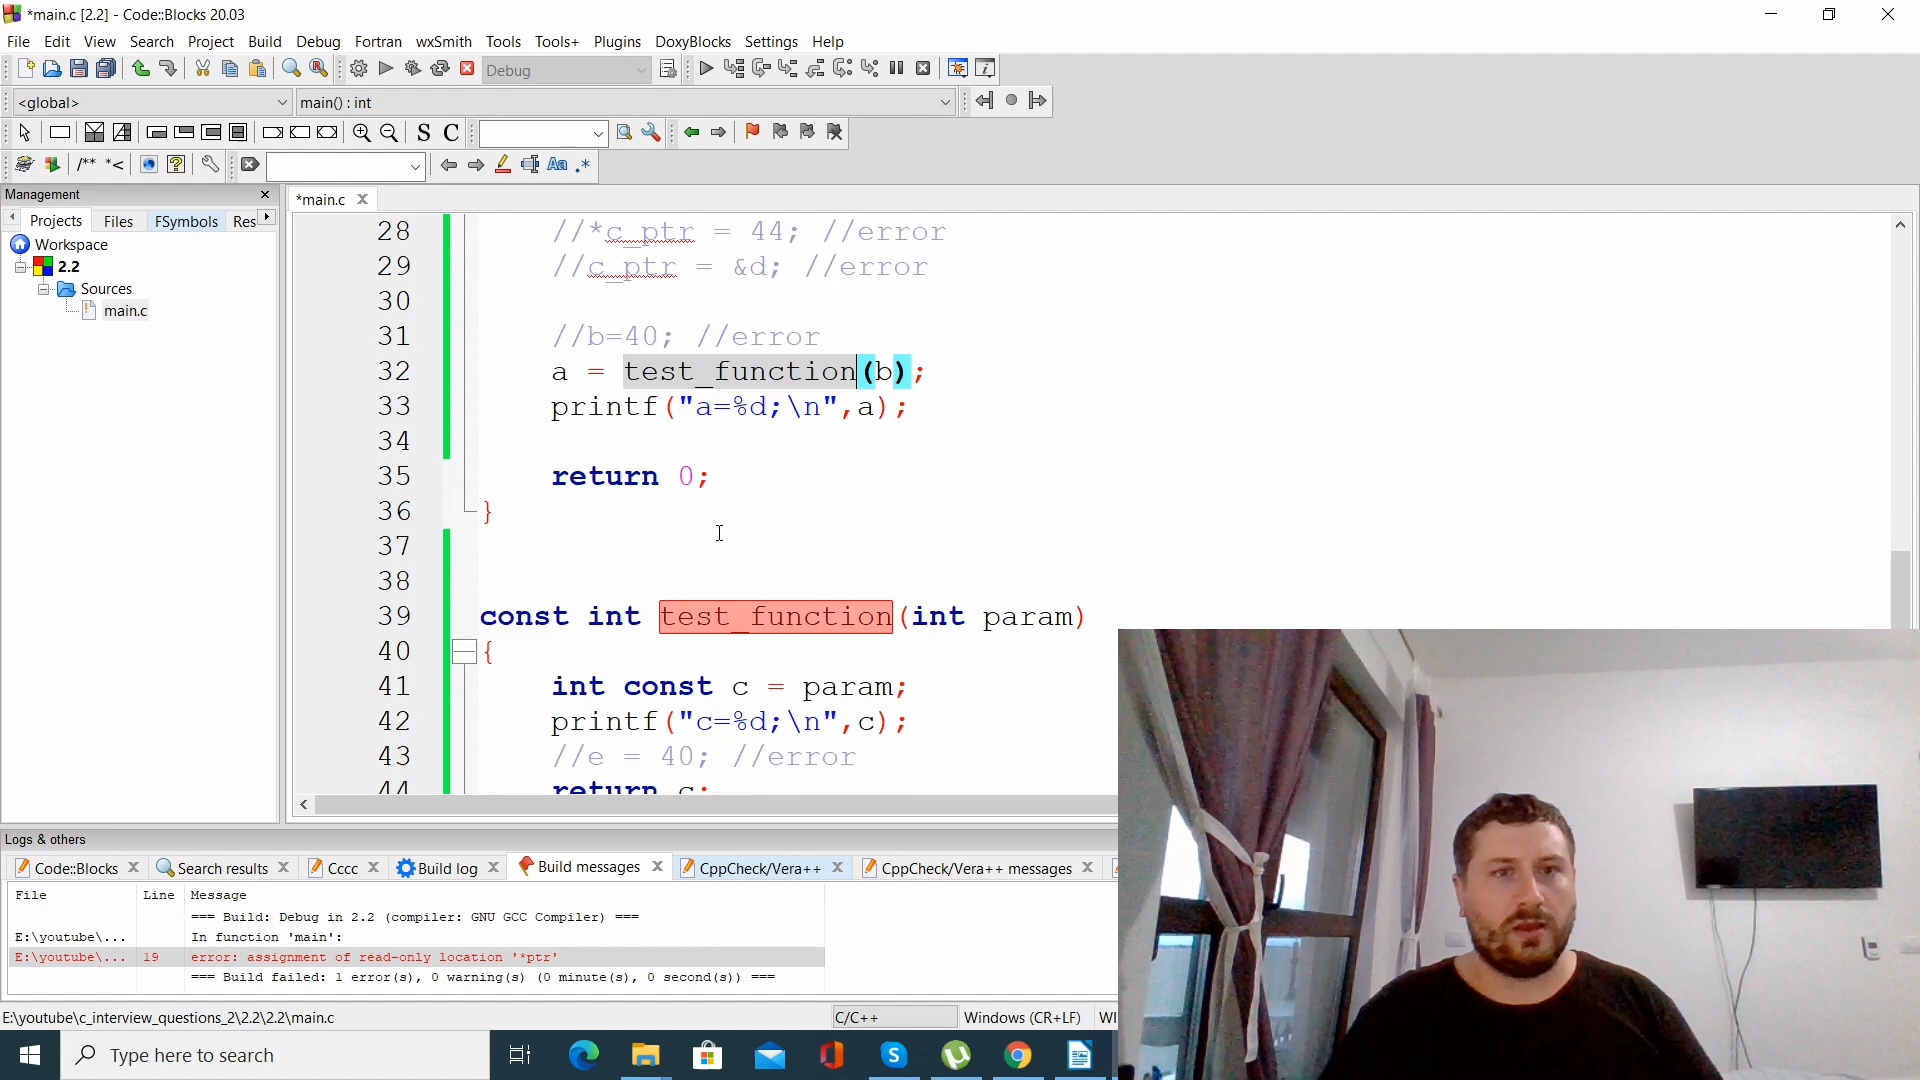 *main.c [2.2] - Code::Blocks 20.03
File Edit View Search Project Build Debug Fortran wxSmith Tools Tools+ Plugins DoxyBlocks Settings Help
Debug
<global> main() : int
S C
/** *<
Aa .*
Management
*main.c
Projects Files FSymbols Res
Workspace
2.2
Sources
main.c
28 //*c_ptr = 44; //error
29 //c_ptr = &d; //error
30
31 //b=40; //error
32 a = test_function(b);
33 printf("a=%d;\n",a);
34
35 return 0;
36 }
37
38
39 const int test_function(int param)
40 {
41 int const c = param;
42 printf("c=%d;\n",c);
43 //e = 40; //error
44 return c;
Logs & others
Code::Blocks Search results Cccc Build log Build messages CppCheck/Vera++ CppCheck/Vera++ messages
File Line Message
=== Build: Debug in 2.2 (compiler: GNU GCC Compiler) ===
E:\youtube\... In function 'main':
E:\youtube\... 19 error: assignment of read-only location '*ptr'
=== Build failed: 1 error(s), 0 warning(s) (0 minute(s), 0 second(s)) ===
E:\youtube\c_interview_questions_2\2.2\2.2\main.c C/C++ Windows (CR+LF) WI
Type here to search